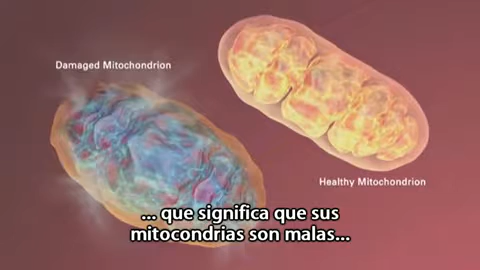 Damaged Mitochondrion
Healthy Mitochondrion
... que significa que sus
mitocondrias son malas...